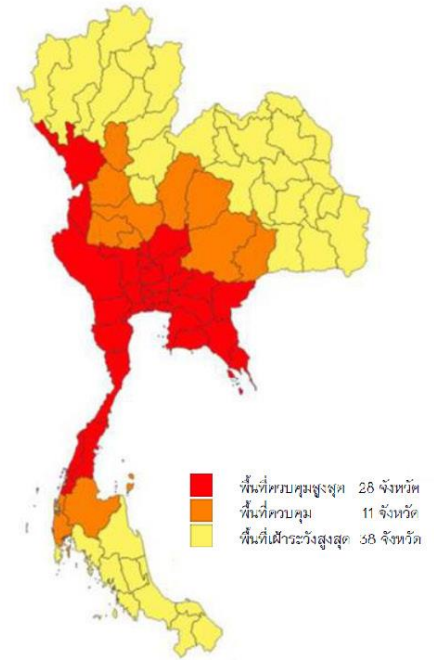 พื้นที่ควบคุมสูงสุด 28 จังหวัด
พื้นที่ควบคุม 11 จังหวัด
พื้นที่เฝ้าระวังสูงสุด 38 จังหวัด